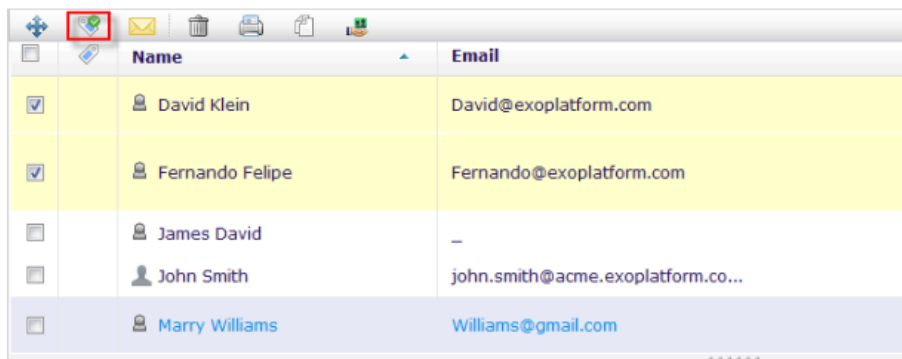 Name Email
David Klein David@exoplatform.com
Fernando Felipe Fernando@exoplatform.com
James David _
John Smith john.smith@acme.exoplatform.co...
Marry Williams Williams@gmail.com